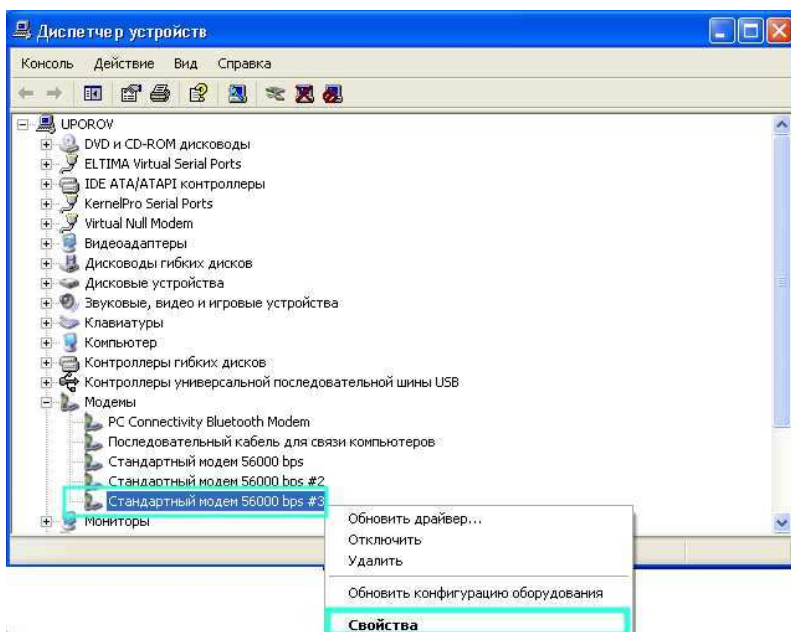 Диспетчер устройств
Консоль Действие Вид Справка
UPOROV
DVD и CD-ROM дисководы
ELTIMA Virtual Serial Ports
IDE ATA/ATAPI контроллеры
KernelPro Serial Ports
Virtual Null Modem
Видеоадаптеры
Дисководы гибких дисков
Дисковые устройства
Звуковые, видео и игровые устройства
Клавиатуры
Компьютер
Контроллеры гибких дисков
Контроллеры универсальной последовательной шины USB
Модемы
PC Connectivity Bluetooth Modem
Последовательный кабель для связи компьютеров
Стандартный модем 56000 bps
Стандартный модем 56000 bps #2
Стандартный модем 56000 bps #3
Мониторы
Обновить драйвер...
Отключить
Удалить
Обновить конфигурацию оборудования
Свойства